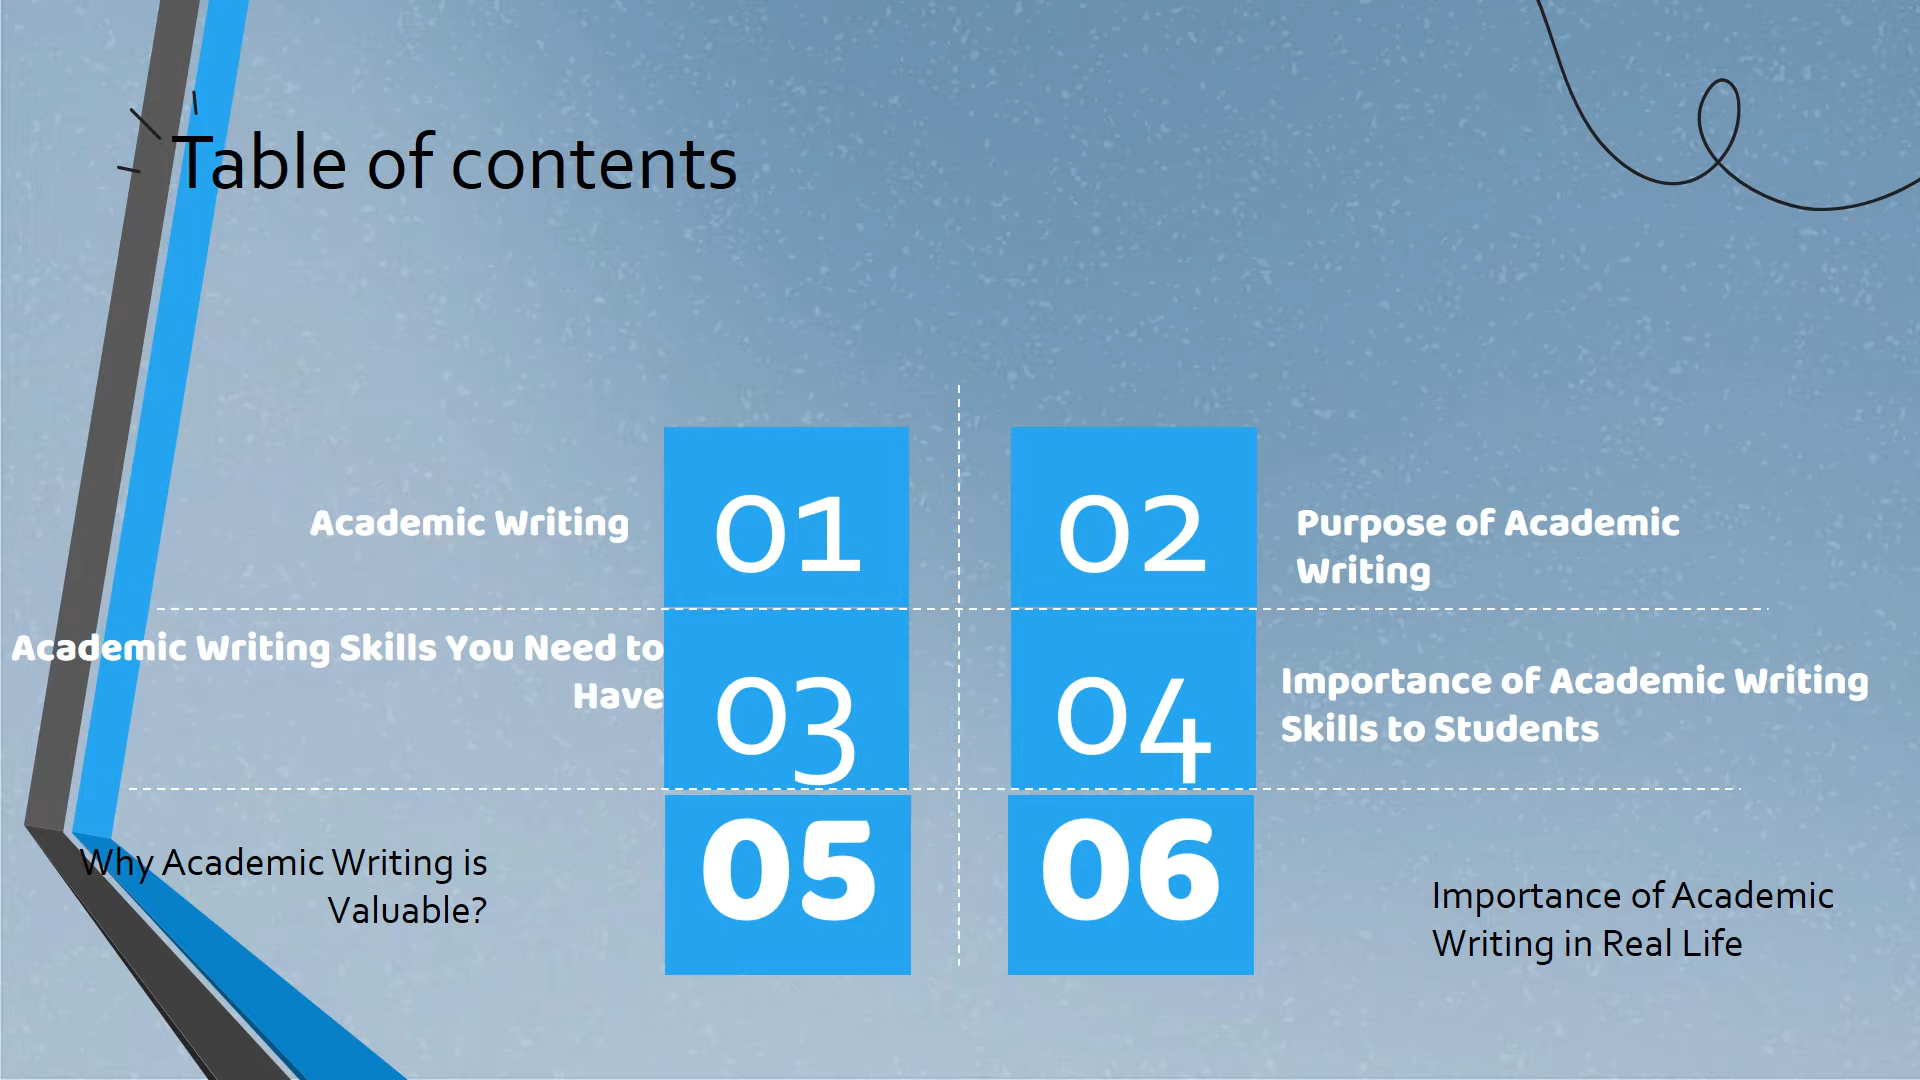 Table of contents
Academic Writing
01
02
Purpose of Academic
Writing
Academic Writing Skills You Need to
Have
03
04
Importance of Academic Writing
Skills to Students
Why Academic Writing is
Valuable?
05
06
Importance of Academic
Writing in Real Life